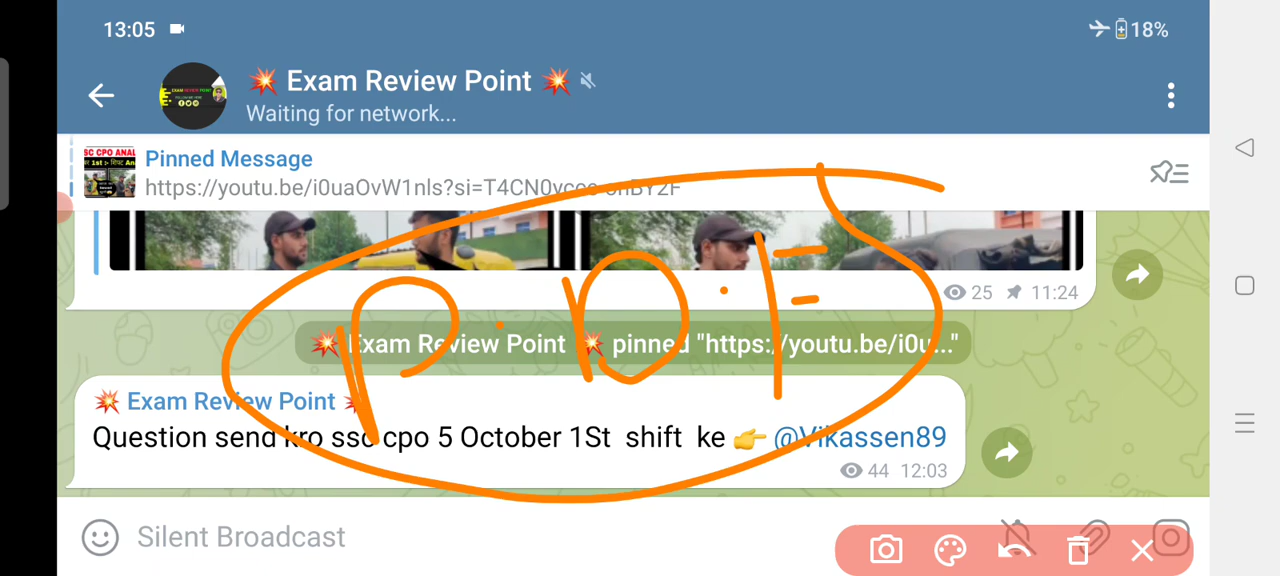 13:05 18%
💥 Exam Review Point 💥
Waiting for network...
Pinned Message
https://youtu.be/i0uaOvW1nls?si=T4CN0vccc
25 11:24
💥 Exam Review Point 💥 pinned "https://youtu.be/i0u..."
P.D.F
💥 Exam Review Point 💥
Question send kro ssc cpo 5 October 1St shift ke 👉 @Vikassen89
44 12:03
Silent Broadcast